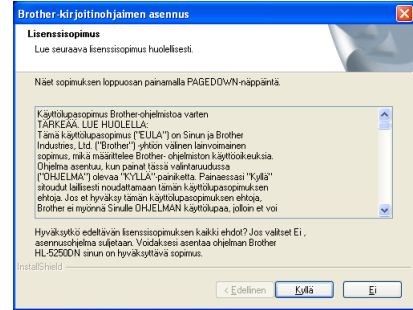 Brother-kirjoitinohjaimen asennus
Lisenssisopimus
Lue seuraava lisenssisopimus huolellisesti.
Näet sopimuksen loppuosan painamalla PAGEDOWN-näppäintä.
Käyttölupasopimus Brother-ohjelmistoa varten
TÄRKEÄÄ. LUE HUOLELLA:
Tämä käyttölupasopimus ("EULA") on Sinun ja Brother
Industries, Ltd. ("Brother") -yhtiön välinen lainvoimainen
sopimus, mikä määrittelee Brother- ohjelmiston käyttöoikeuksia.
Ohjelma asentuu, kun painat tässä valintaruudussa
("OHJELMA") olevaa "KYLLÄ"-painiketta. Painaessasi "Kyllä"
sitoudut laillisesti noudattamaan tämän käyttölupasopimuksen
ehtoja. Jos et hyväksy tämän käyttölupasopimuksen ehtoja,
Brother ei myönnä Sinulle OHJELMAN käyttölupaa, jolloin et voi
Hyväksytkö edeltävän lisenssisopimuksen kaikki ehdot? Jos valitset Ei ,
asennusohjelma suljetaan. Voidaksesi asentaa ohjelman Brother
HL-5250DN sinun on hyväksyttävä sopimus.
InstallShield
< Edellinen Kyllä Ei